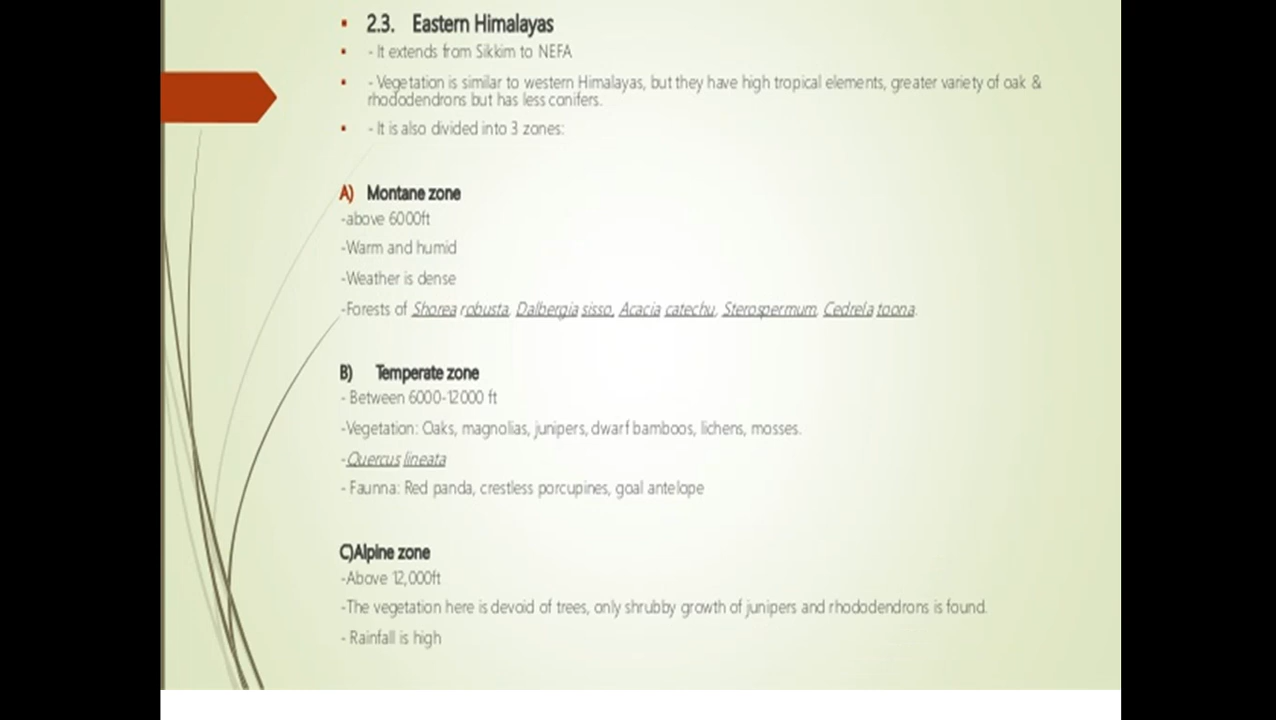 2.3. Eastern Himalayas
- It extends from Sikkim to NEFA
- Vegetation is similar to western Himalayas, but they have high tropical elements, greater variety of oak &
rhododendrons but has less conifers.
- It is also divided into 3 zones:
A) Montane zone
-above 6000ft
-Warm and humid
-Weather is dense
-Forests of Shorea robusta, Dalbergia sisso, Acacia catechu, Sterospermum, Cedrela toona.
B) Temperate zone
- Between 6000-12000 ft
-Vegetation: Oaks, magnolias, junipers, dwarf bamboos, lichens, mosses.
-Quercus lineata
- Faunna: Red panda, crestless porcupines, goal antelope
C)Alpine zone
-Above 12,000ft
-The vegetation here is devoid of trees, only shrubby growth of junipers and rhododendrons is found.
- Rainfall is high